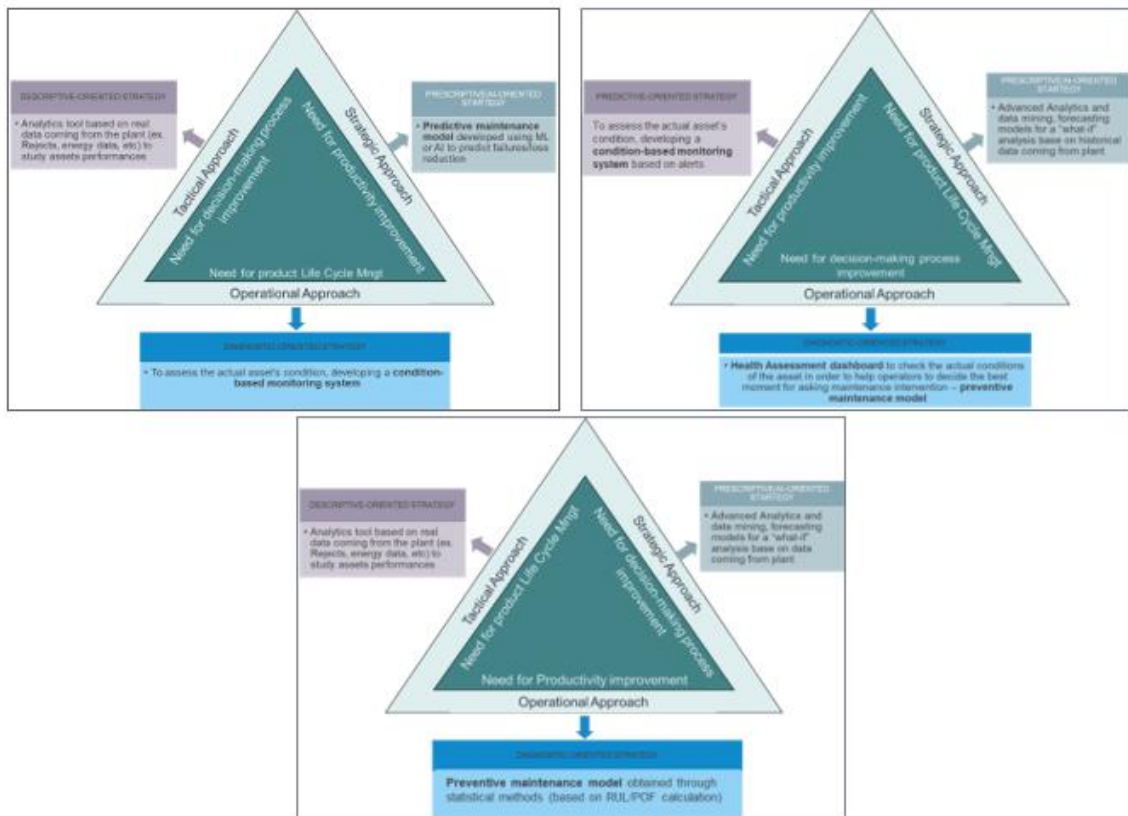 DESCRIPTIVE-ORIENTED STRATEGY
• Analytics tool based on real
data coming from the plant (ex.
Rejects, energy data, etc) to
study assets performances
Tactical Approach
Need for decision-making process
improvement
Strategic Approach
Need for productivity improvement
PRESCRIPTIVE/AI-ORIENTED
STARTEGY
• Predictive maintenance
model developed using ML
or AI to predict failures/loss
reduction
Need for product Life Cycle Mngt
Operational Approach
DIAGNOSTIC-ORIENTED STRATEGY
• To assess the actual asset's condition, developing a condition-
based monitoring system
PREDICTIVE-ORIENTED STRATEGY
To assess the actual asset's
condition, developing a
condition-based monitoring
system based on alerts
Tactical Approach
Need for productivity improvement
Strategic Approach
Need for product Life Cycle Mngt
PRESCRIPTIVE/AI-ORIENTED
STARTEGY
• Advanced Analytics and
data mining, forecasting
models for a "what-if"
analysis base on historical
data coming from plant
Need for decision-making process
improvement
Operational Approach
DIAGNOSTIC-ORIENTED STRATEGY
• Health Assessment dashboard to check the actual conditions
of the asset in order to help operators to decide the best
moment for asking maintenance intervention – preventive
maintenance model
DESCRIPTIVE-ORIENTED STRATEGY
• Analytics tool based on real
data coming from the plant (ex.
Rejects, energy data, etc) to
study assets performances
Tactical Approach
Need for product Life Cycle Mngt
Strategic Approach
Need for decision-making process
improvement
PRESCRIPTIVE/AI-ORIENTED
STARTEGY
• Advanced Analytics and
data mining, forecasting
models for a "what-if"
analysis base on data
coming from plant
Need for Productivity improvement
Operational Approach
DIAGNOSTIC-ORIENTED STRATEGY
Preventive maintenance model obtained through
statistical methods (based on RUL/POF calculation)